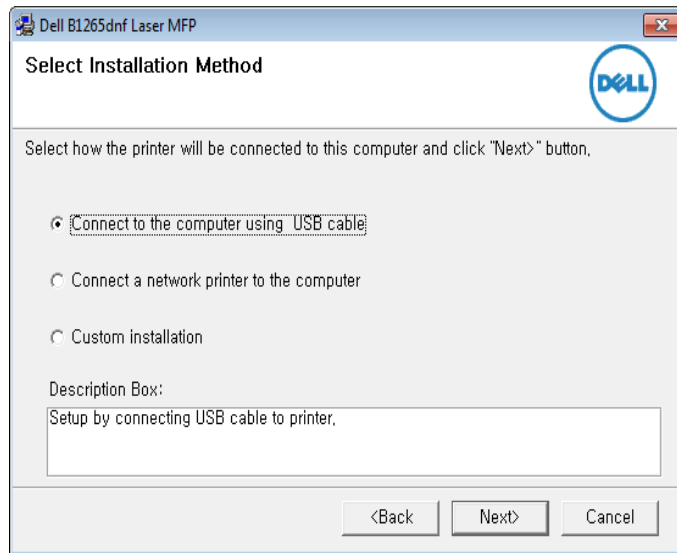 Dell B1265dnf Laser MFP
Select Installation Method
DELL
Select how the printer will be connected to this computer and click "Next>" button,
Connect to the computer using  USB cable
Connect a network printer to the computer
Custom installation
Description Box:
Setup by connecting USB cable to printer,
<Back
Next>
Cancel